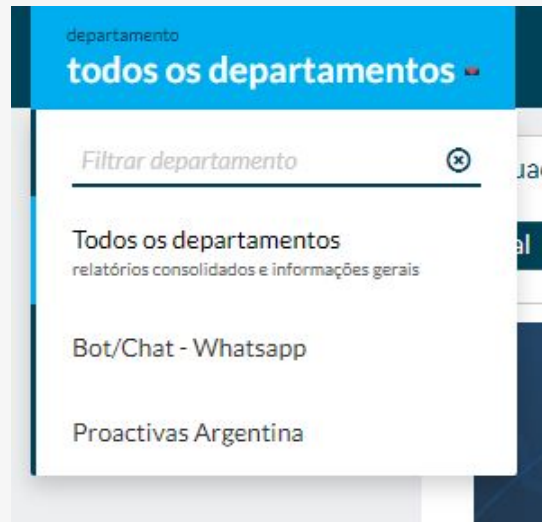 departamento
todos os departamentos
Filtrar departamento
Todos os departamentos
relatórios consolidados e informações gerais
Bot/Chat - Whatsapp
Proactivas Argentina